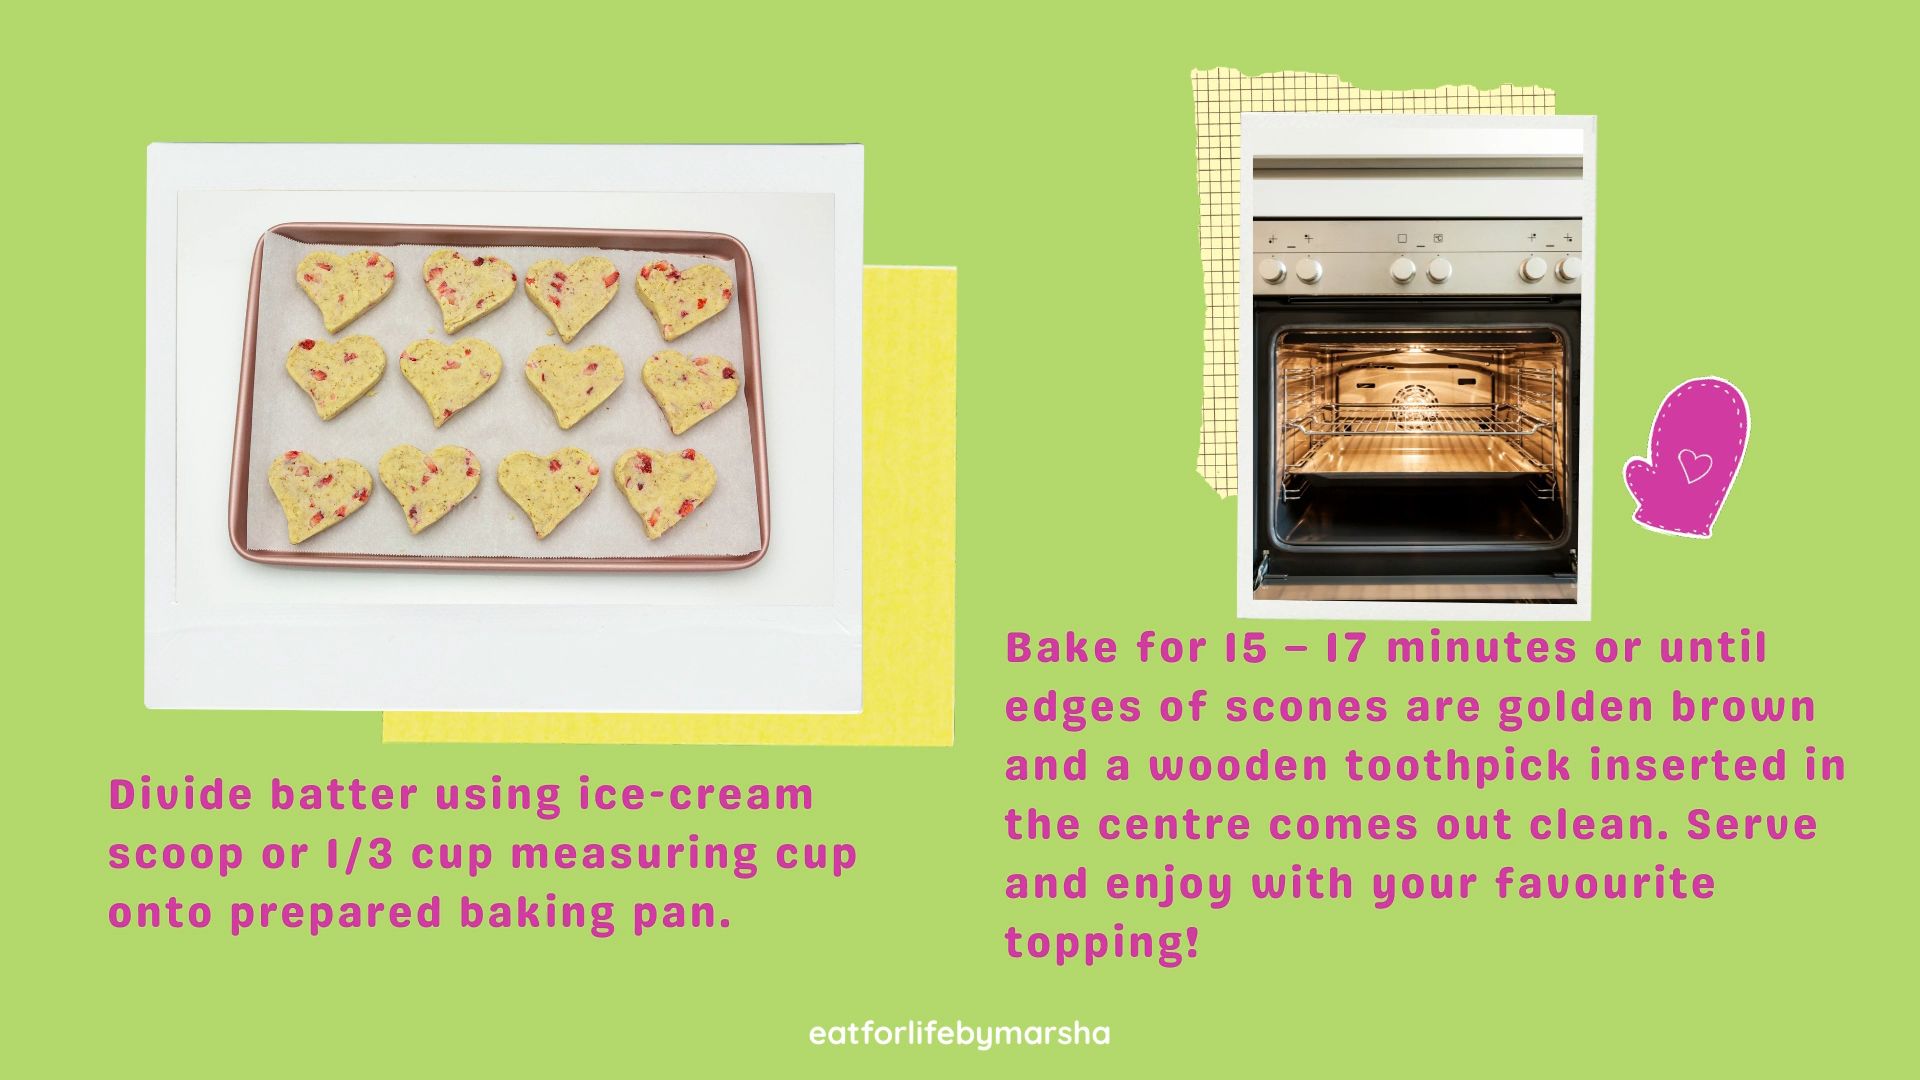 Divide batter using ice-cream
scoop or 1/3 cup measuring cup
onto prepared baking pan.
Bake for 15 – 17 minutes or until
edges of scones are golden brown
and a wooden toothpick inserted in
the centre comes out clean. Serve
and enjoy with your favourite
topping!
eatforlifebymarsha